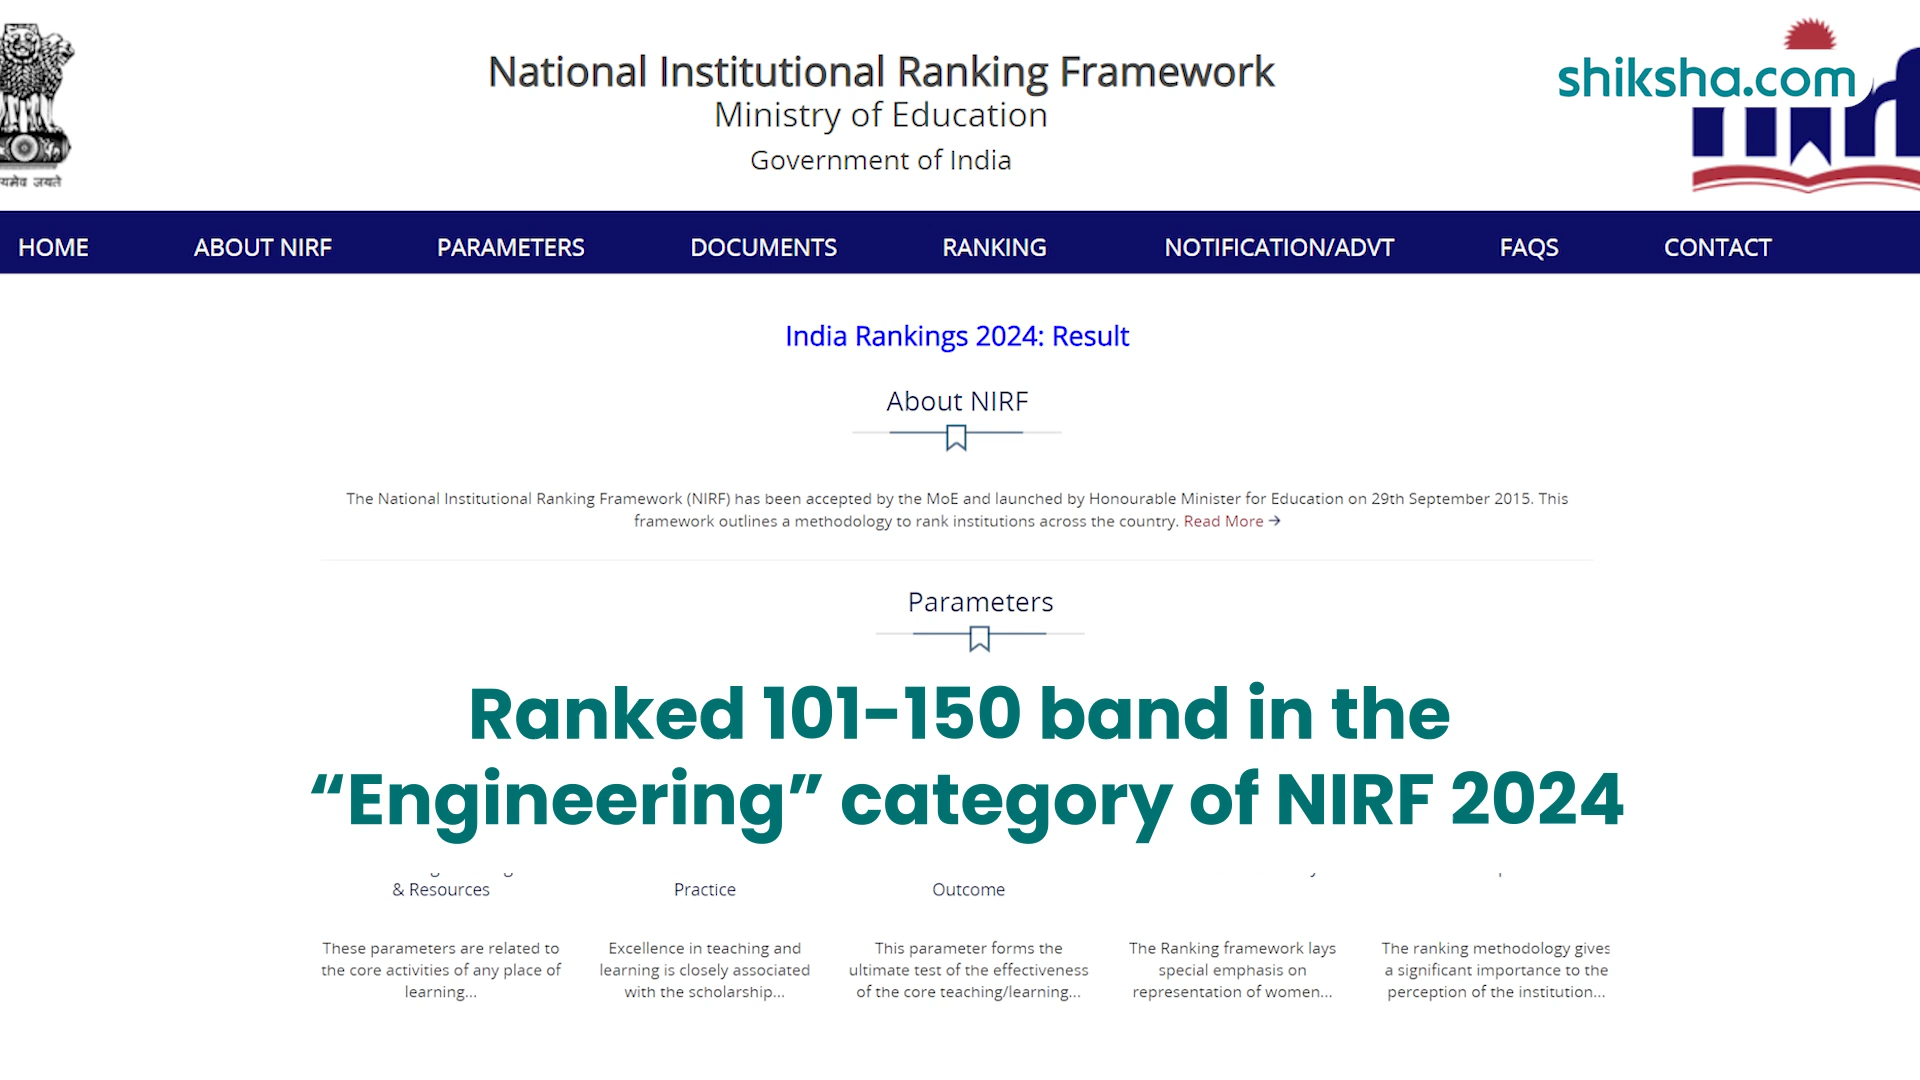 National Institutional Ranking Framework
Ministry of Education
Government of India
shiksha.com
यमेव जयते
HOME ABOUT NIRF PARAMETERS DOCUMENTS RANKING NOTIFICATION/ADVT FAQS CONTACT
India Rankings 2024: Result
About NIRF
The National Institutional Ranking Framework (NIRF) has been accepted by the MoE and launched by Honourable Minister for Education on 29th September 2015. This
framework outlines a methodology to rank institutions across the country. Read More →
Parameters
Ranked 101-150 band in the
“Engineering” category of NIRF 2024
& Resources
These parameters are related to
the core activities of any place of
learning...
Practice
Excellence in teaching and
learning is closely associated
with the scholarship...
Outcome
This parameter forms the
ultimate test of the effectiveness
of the core teaching/learning...
The Ranking framework lays
special emphasis on
representation of women...
The ranking methodology gives
a significant importance to the
perception of the institution...